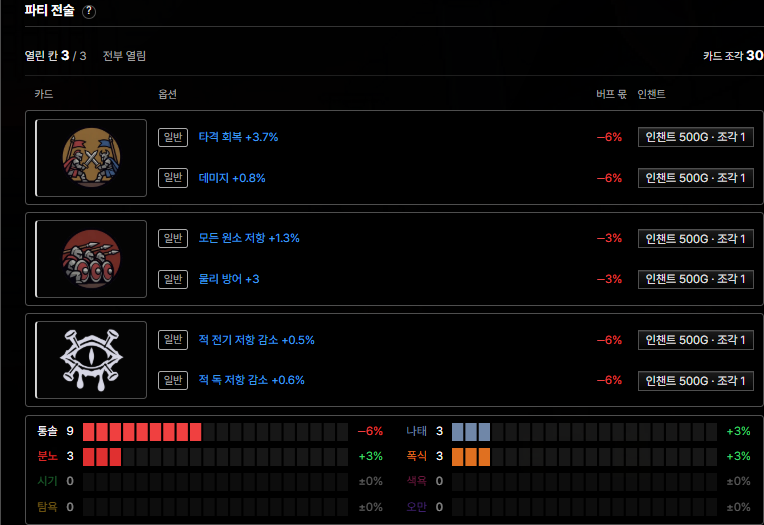 파티 전술 ?
열린 칸 3 / 3 전부 열림 카드 조각 30
카드 옵션 버프 몫 인챈트
일반 타격 회복 +3.7% −6% 인챈트 500G · 조각 1
일반 데미지 +0.8% −6% 인챈트 500G · 조각 1
일반 모든 원소 저항 +1.3% −3% 인챈트 500G · 조각 1
일반 물리 방어 +3 −3% 인챈트 500G · 조각 1
일반 적 전기 저항 감소 +0.5% −6% 인챈트 500G · 조각 1
일반 적 독 저항 감소 +0.6% −6% 인챈트 500G · 조각 1
통솔 9 −6% 나태 3 +3%
분노 3 +3% 폭식 3 +3%
시기 0 ±0% 색욕 0 ±0%
탐욕 0 ±0% 오만 0 ±0%